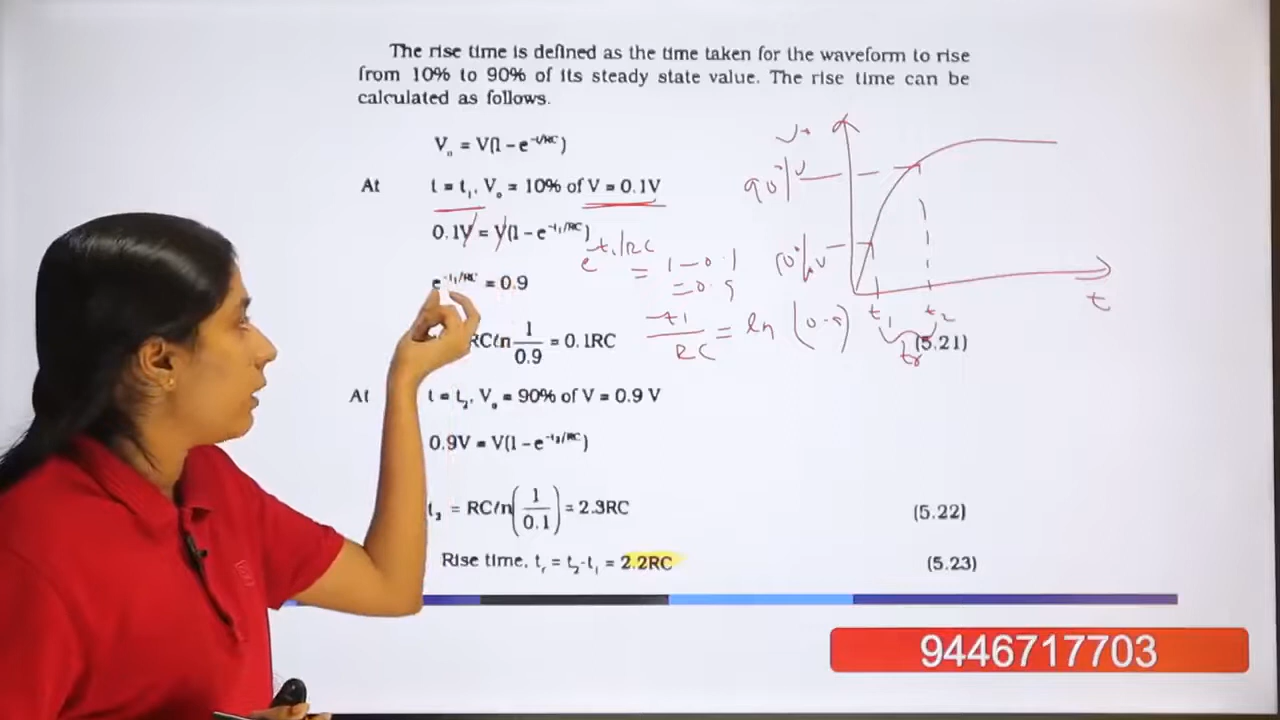 The rise time is defined as the time taken for the waveform to rise
from 10% to 90% of its steady state value. The rise time can be
calculated as follows.
Vₒ = V(1 – e^–t/RC)
At t = t₁, Vₒ = 10% of V = 0.1V
0.1V = V(1 – e^–t₁/RC)
e^–t₁/RC = 0.9
RCln 1/0.9 = 0.1RC (5.21)
At t = t₂, Vₒ = 90% of V = 0.9 V
0.9V = V(1 – e^–t₂/RC)
t₂ = RCln(1/0.1) = 2.3RC (5.22)
Rise time, tᵣ = t₂-t₁ = 2.2RC (5.23)
e^-t₁/RC = 1-0.1
= 0.9
-t1/RC = ln (0.9)
90% V
10% V
t₁ t₂
tr
t
9446717703